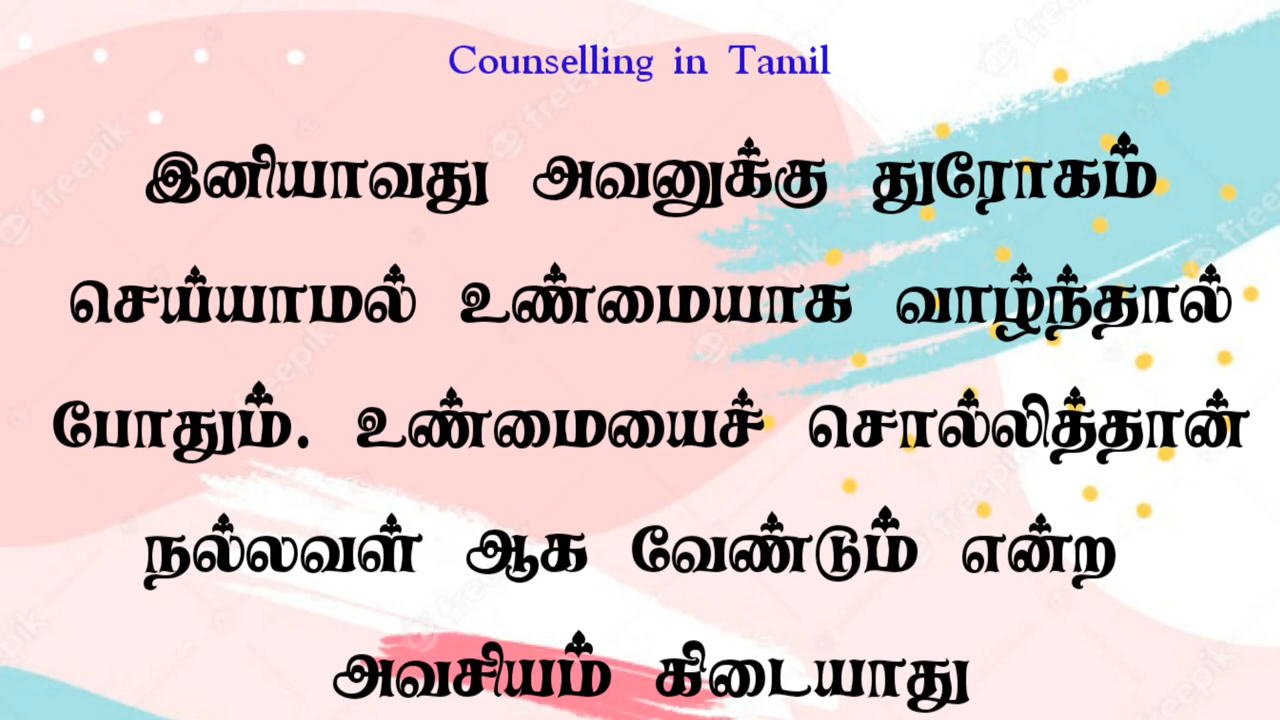 Counselling in Tamil
இனியாவது அவனுக்கு துரோகம்
செய்யாமல் உண்மையாக வாழ்ந்தால்
போதும். உண்மையைச் சொல்லித்தான்
நல்லவள் ஆக வேண்டும் என்ற
அவசியம் கிடையாது